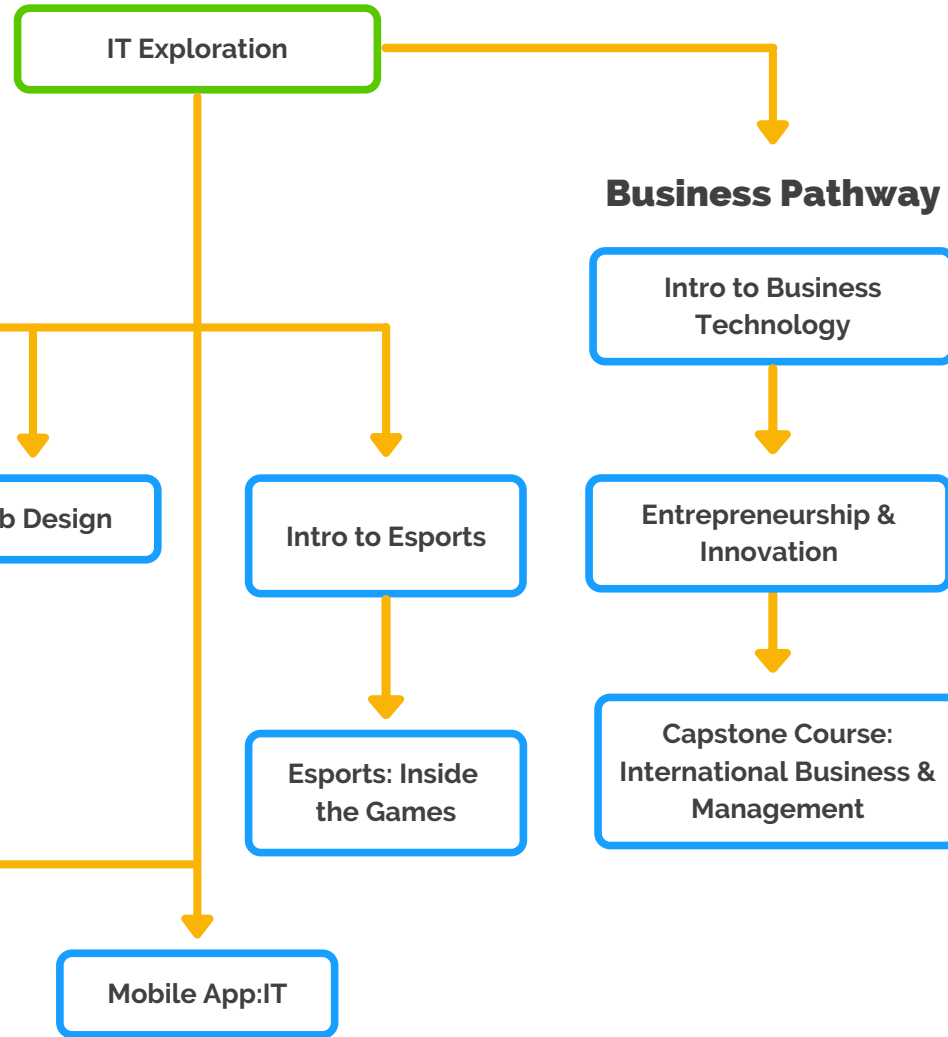 IT Exploration
Business Pathway
Intro to Business
Technology
b Design
Intro to Esports
Entrepreneurship &
Innovation
Esports: Inside
the Games
Capstone Course:
International Business &
Management
Mobile App:IT